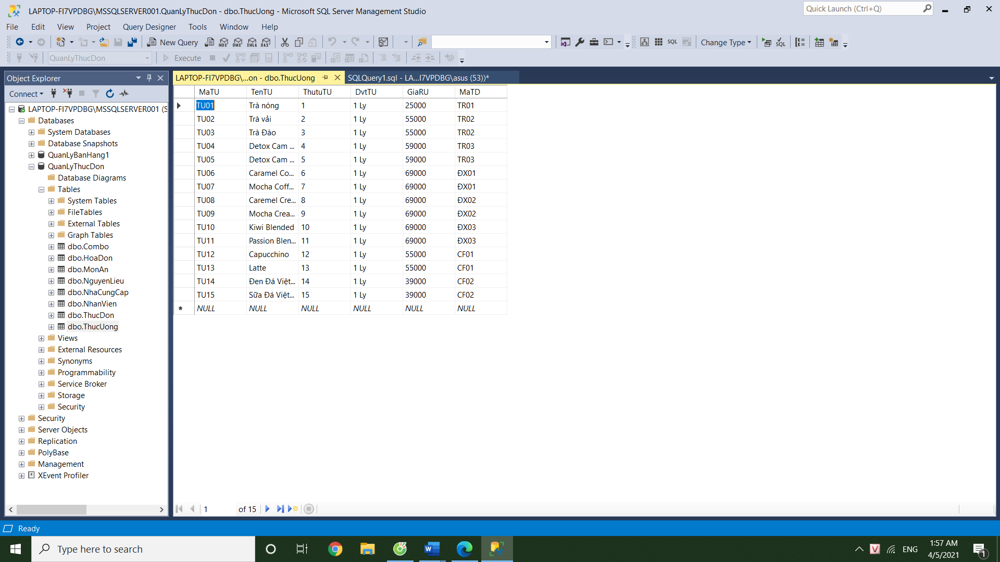 LAPTOP-FI7VPDBG\MSSQLSERVER001.QuanLyThucDon - dbo.ThucUong - Microsoft SQL Server Management Studio
Quick Launch (Ctrl+Q)
File Edit View Project Query Designer Tools Window Help
New Query MDX DMX XMLA DAX SQL Change Type SQL
QuanLyThucDon Execute
Object Explorer
Connect
LAPTOP-FI7VPDBG\MSSQLSERVER001 (S
Databases
System Databases
Database Snapshots
QuanLyBanHang1
QuanLyThucDon
Database Diagrams
Tables
System Tables
FileTables
External Tables
Graph Tables
dbo.Combo
dbo.HoaDon
dbo.MonAn
dbo.NguyenLieu
dbo.NhaCungCap
dbo.NhanVien
dbo.ThucDon
dbo.ThucUong
Views
External Resources
Synonyms
Programmability
Service Broker
Storage
Security
Security
Server Objects
Replication
PolyBase
Management
XEvent Profiler
LAPTOP-FI7VPDBG\...on - dbo.ThucUong SQLQuery1.sql - LA...I7VPDBG\asus (53))*
MaTU TenTU ThutuTU DvtTU GiaRU MaTD
TU01 Trà nóng 1 1 Ly 25000 TR01
TU02 Trà vải 2 1 Ly 55000 TR02
TU03 Trà Đào 3 1 Ly 55000 TR02
TU04 Detox Cam ... 4 1 Ly 59000 TR03
TU05 Detox Cam ... 5 1 Ly 59000 TR03
TU06 Caramel Co... 6 1 Ly 69000 ĐX01
TU07 Mocha Coff... 7 1 Ly 69000 ĐX01
TU08 Caremel Cre... 8 1 Ly 69000 ĐX02
TU09 Mocha Crea... 9 1 Ly 69000 ĐX02
TU10 Kiwi Blended 10 1 Ly 69000 ĐX03
TU11 Passion Blen... 11 1 Ly 69000 ĐX03
TU12 Capucchino 12 1 Ly 55000 CF01
TU13 Latte 13 1 Ly 55000 CF01
TU14 Đen Đá Việt... 14 1 Ly 39000 CF02
TU15 Sữa Đá Việt... 15 1 Ly 39000 CF02
NULL NULL NULL NULL NULL NULL
1 of 15
Ready
Type here to search
ENG
1:57 AM
4/5/2021
1